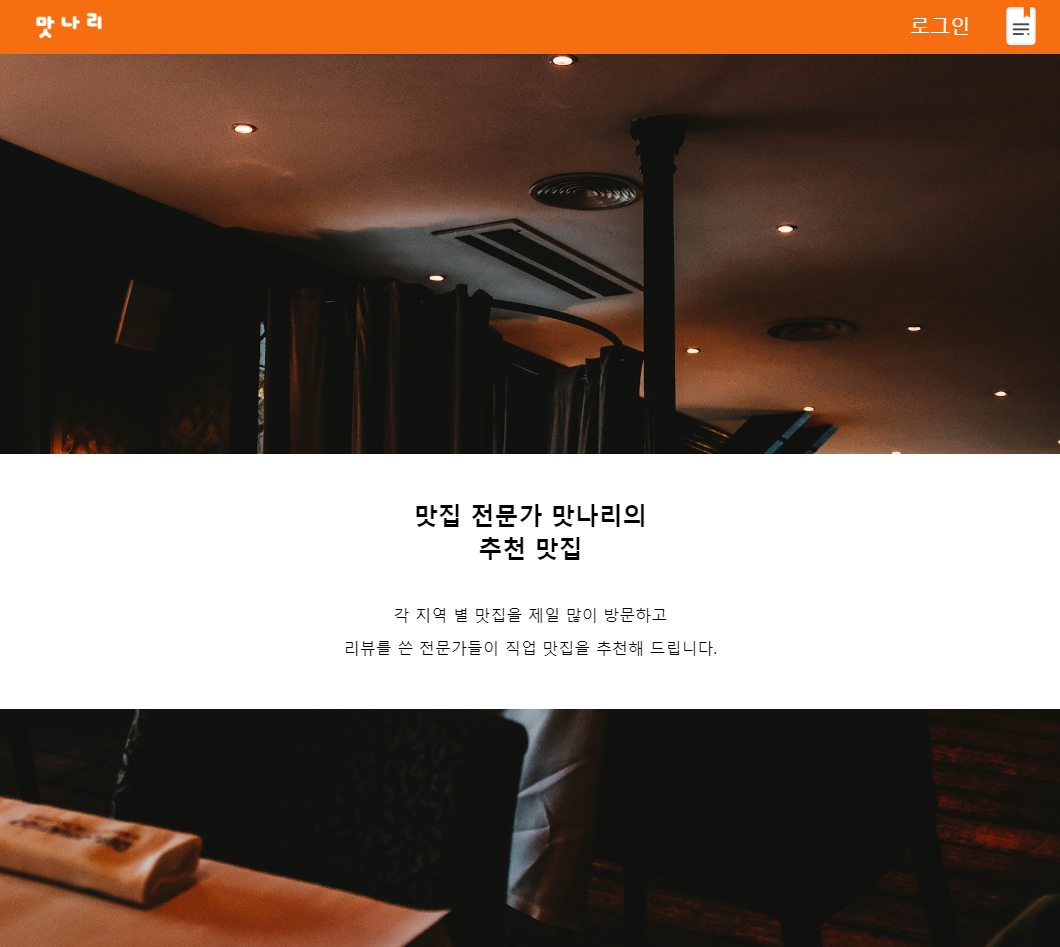 맛나리
로그인
맛집 전문가 맛나리의
추천 맛집
각 지역 별 맛집을 제일 많이 방문하고
리뷰를 쓴 전문가들이 직업 맛집을 추천해 드립니다.